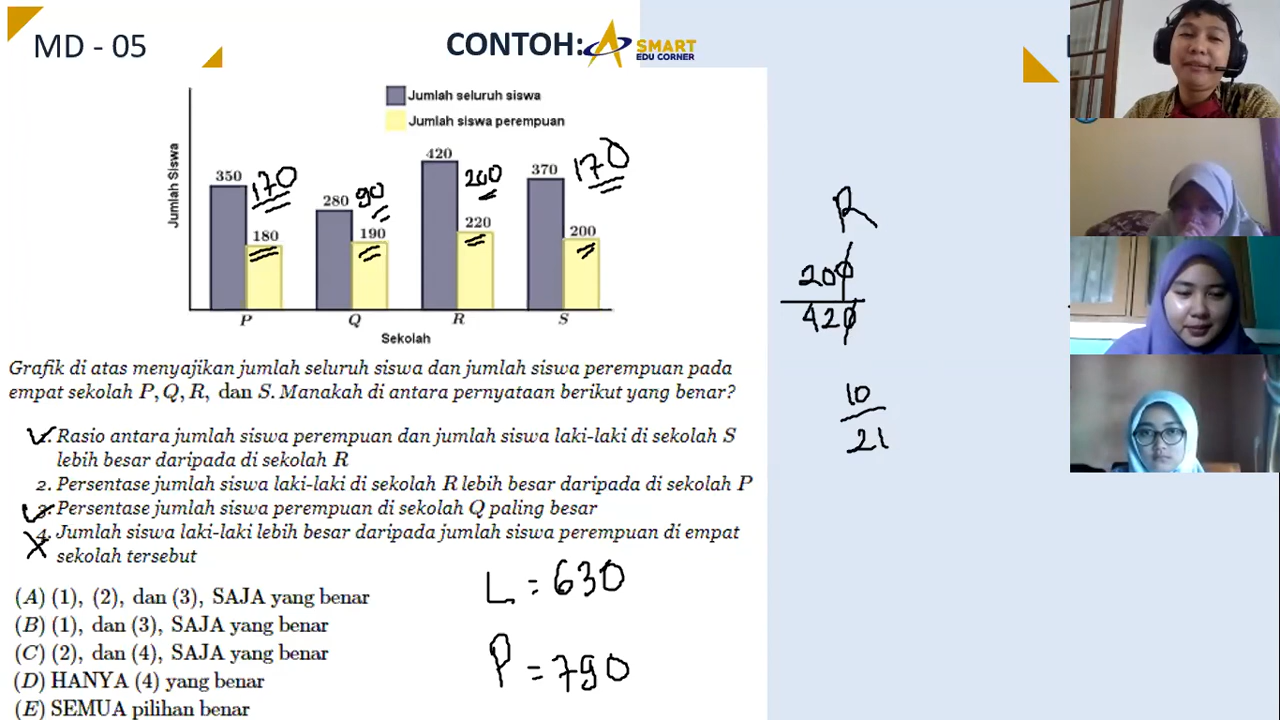 MD - 05
CONTOH:
SMART
EDU CORNER
Jumlah seluruh siswa
Jumlah siswa perempuan
Jumlah Siswa
350
170
180
280
90
190
420
200
220
370
170
200
P
Q
R
S
Sekolah
Grafik di atas menyajikan jumlah seluruh siswa dan jumlah siswa perempuan pada
empat sekolah P, Q, R, dan S. Manakah di antara pernyataan berikut yang benar?
1. Rasio antara jumlah siswa perempuan dan jumlah siswa laki-laki di sekolah S
lebih besar daripada di sekolah R
2. Persentase jumlah siswa laki-laki di sekolah R lebih besar daripada di sekolah P
3. Persentase jumlah siswa perempuan di sekolah Q paling besar
4. Jumlah siswa laki-laki lebih besar daripada jumlah siswa perempuan di empat
sekolah tersebut
(A) (1), (2), dan (3), SAJA yang benar
(B) (1), dan (3), SAJA yang benar
(C) (2), dan (4), SAJA yang benar
(D) HANYA (4) yang benar
(E) SEMUA pilihan benar
L = 630
P = 790
R
200
420
10
21